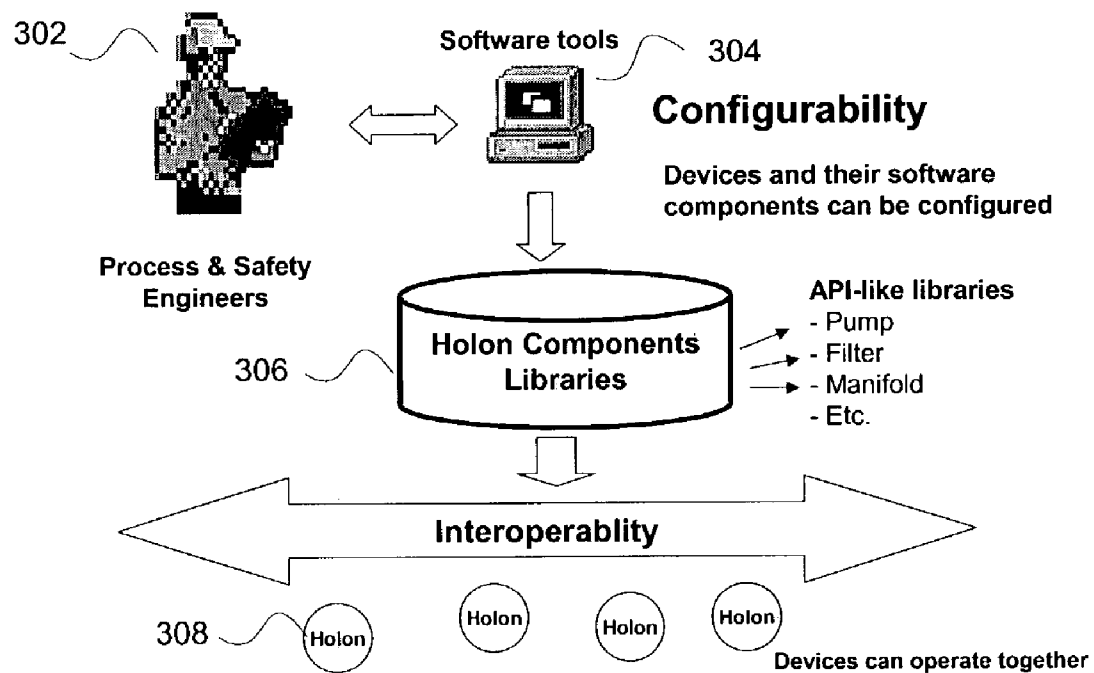 302
Software tools
304
Configurability
Devices and their software
components can be configured
Process & Safety
Engineers
API-like libraries
- Pump
- Filter
- Manifold
- Etc.
306
Holon Components
Libraries
Interoperablity
308
Holon
Holon
Holon
Holon
Devices can operate together